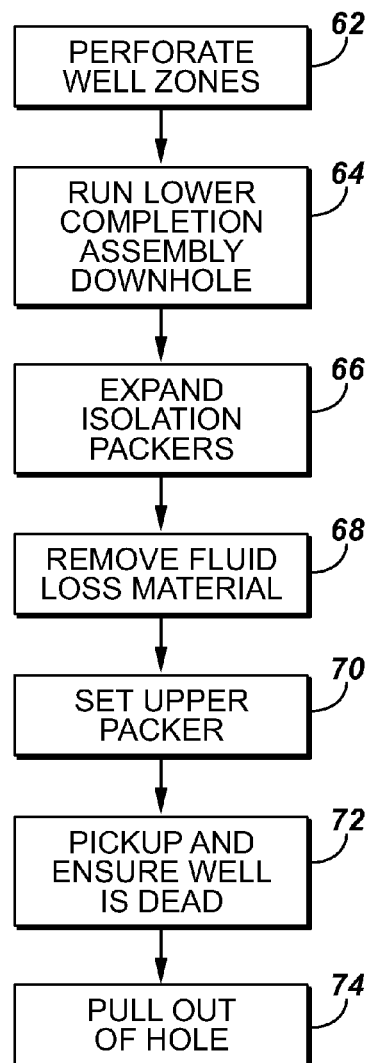 62
PERFORATE
WELL ZONES
64
RUN LOWER
COMPLETION
ASSEMBLY
DOWNHOLE
66
EXPAND
ISOLATION
PACKERS
68
REMOVE FLUID
LOSS MATERIAL
70
SET UPPER
PACKER
72
PICKUP AND
ENSURE WELL
IS DEAD
74
PULL OUT
OF HOLE